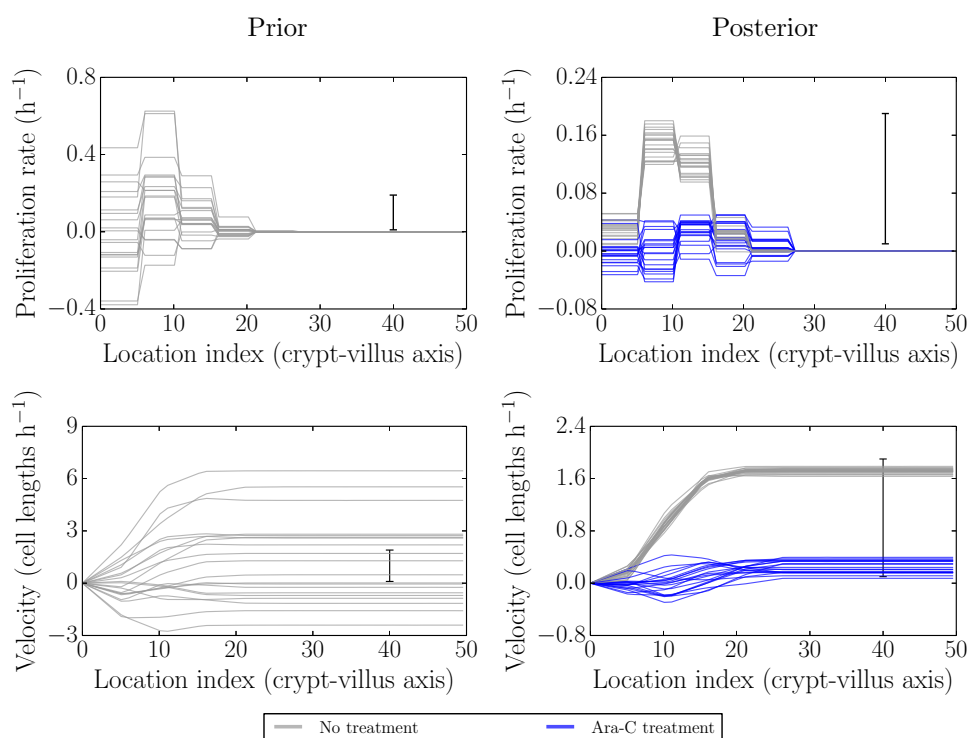 Prior
Posterior
Proliferation rate (h⁻¹)
0.8
0.4
0.0
−0.4
0 10 20 30 40 50
Location index (crypt-villus axis)
Proliferation rate (h⁻¹)
0.24
0.16
0.08
0.00
−0.08
0 10 20 30 40 50
Location index (crypt-villus axis)
Velocity (cell lengths h⁻¹)
9
6
3
0
−3
0 10 20 30 40 50
Location index (crypt-villus axis)
Velocity (cell lengths h⁻¹)
2.4
1.6
0.8
0.0
−0.8
0 10 20 30 40 50
Location index (crypt-villus axis)
No treatment
Ara-C treatment